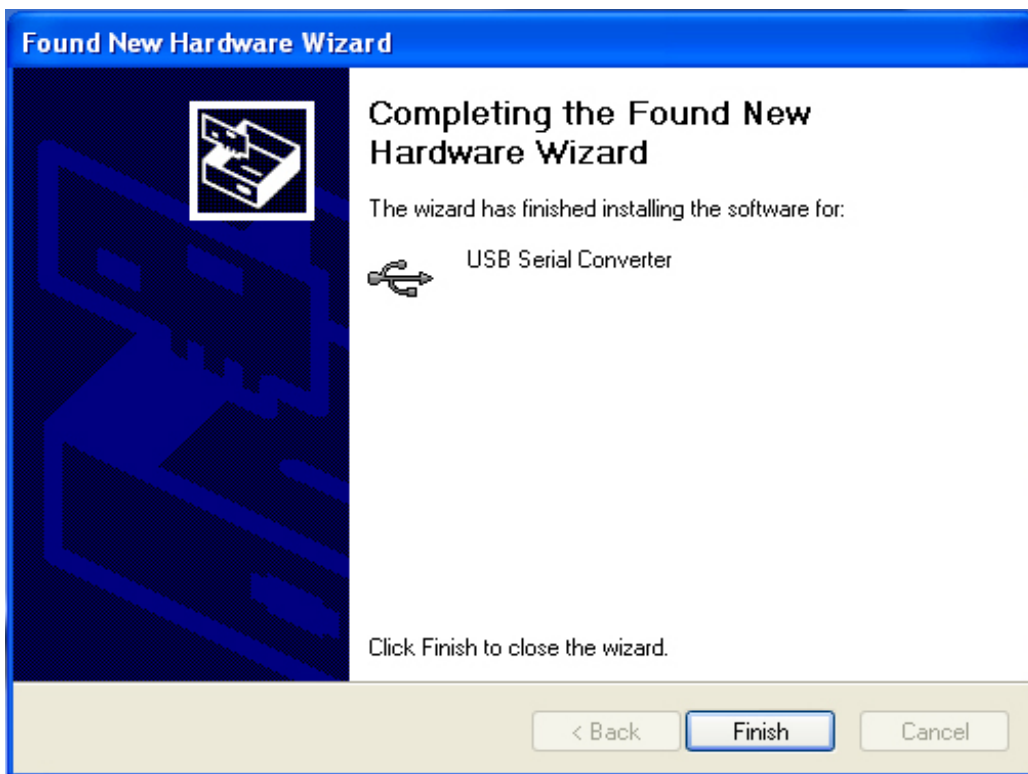 Found New Hardware Wizard
Completing the Found New
Hardware Wizard
The wizard has finished installing the software for:
USB Serial Converter
Click Finish to close the wizard.
< Back
Finish
Cancel